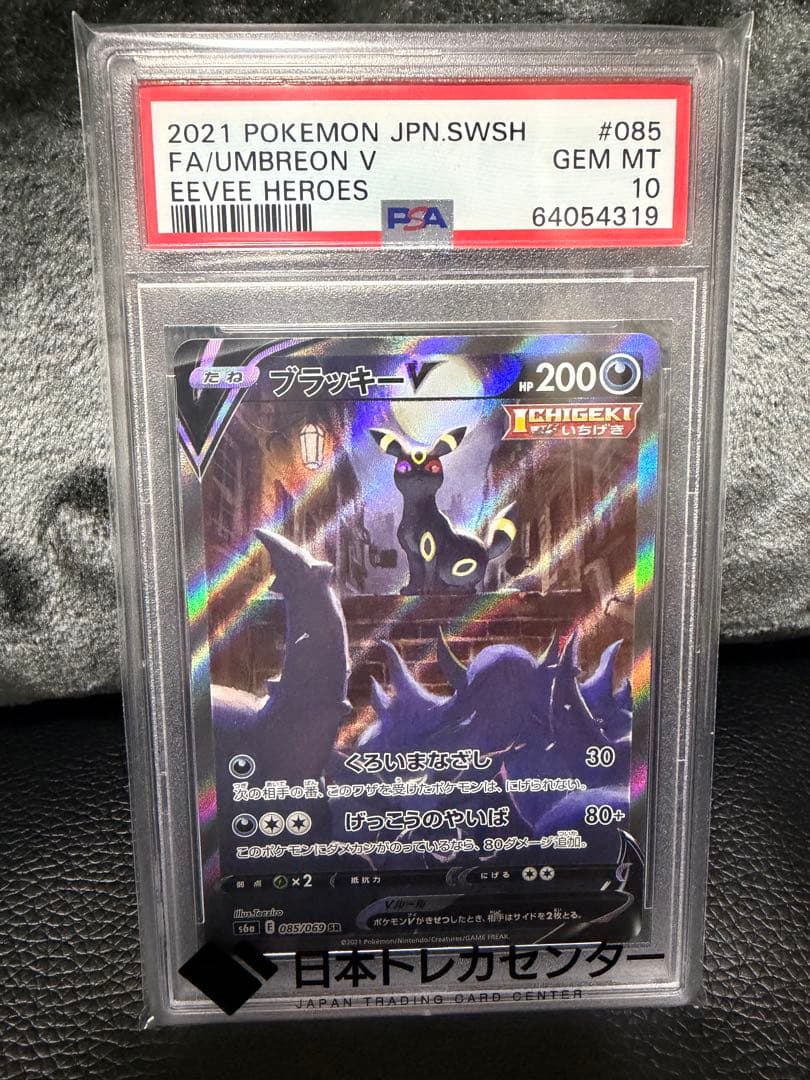 2021 POKEMON JPN.SWSH #085
FA/UMBREON V GEM MT
EEVEE HEROES 10
PSA 64054319
たね ブラッキーV HP 200
ICHIGEKI
いちげき
くろいまなざし 30
次の相手の番、このワザを受けたポケモンは、にげられない。
げっこうのやいば 80+
このポケモンにダメカンがのっているなら、80ダメージ追加。
弱点 ×2 抵抗力 にげる
Vルール
ポケモンVがきぜつしたとき、相手はサイドを2枚とる。
Illus.Teeziro
s6a E 085/069 SR
©2021 Pokémon/Nintendo/Creatures/GAME FREAK
日本トレカセンター
JAPAN TRADING CARD CENTER